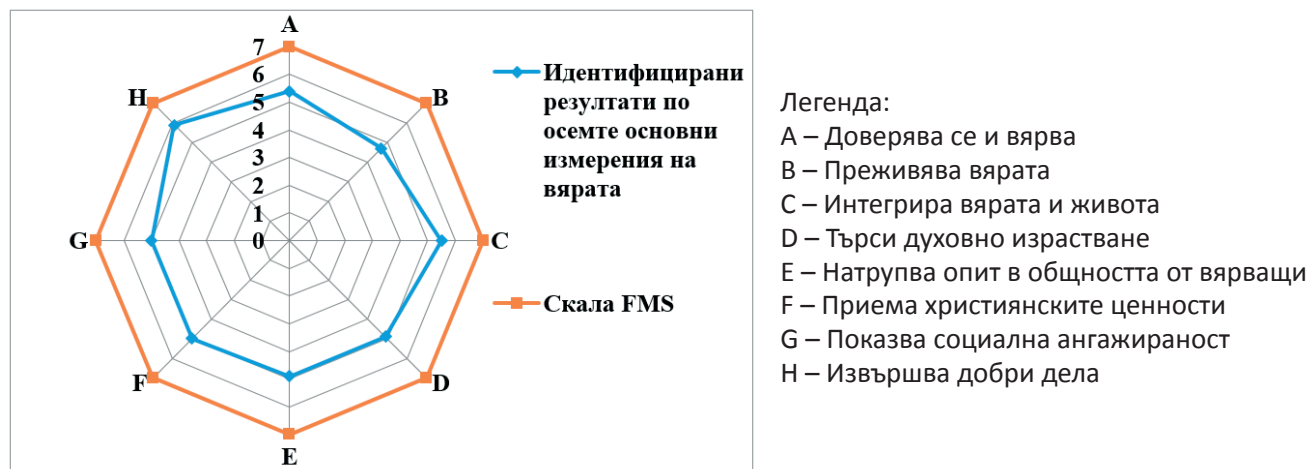 A
7
6
5
4
3
2
1
0
H
B
G
C
F
D
E
Идентифицирани
резултати по
осемте основни
измерения на
вярата
Скала FMS
Легенда:
A – Доверява се и вярва
B – Преживява вярата
C – Интегрира вярата и живота
D – Търси духовно израстване
E – Натрупва опит в общността от вярващи
F – Приема християнските ценности
G – Показва социална ангажираност
H – Извършва добри дела